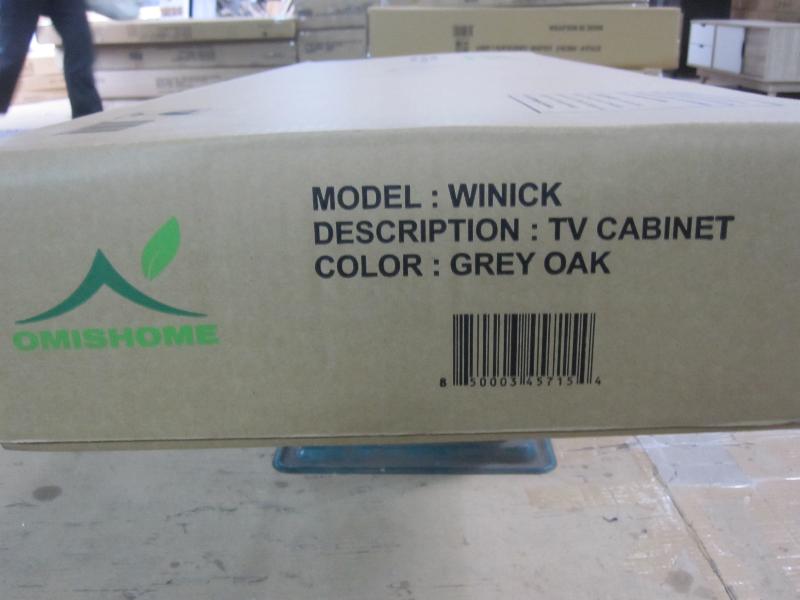 MODEL : WINICK
DESCRIPTION : TV CABINET
COLOR : GREY OAK
OMISHOME
8 50003 45715 4